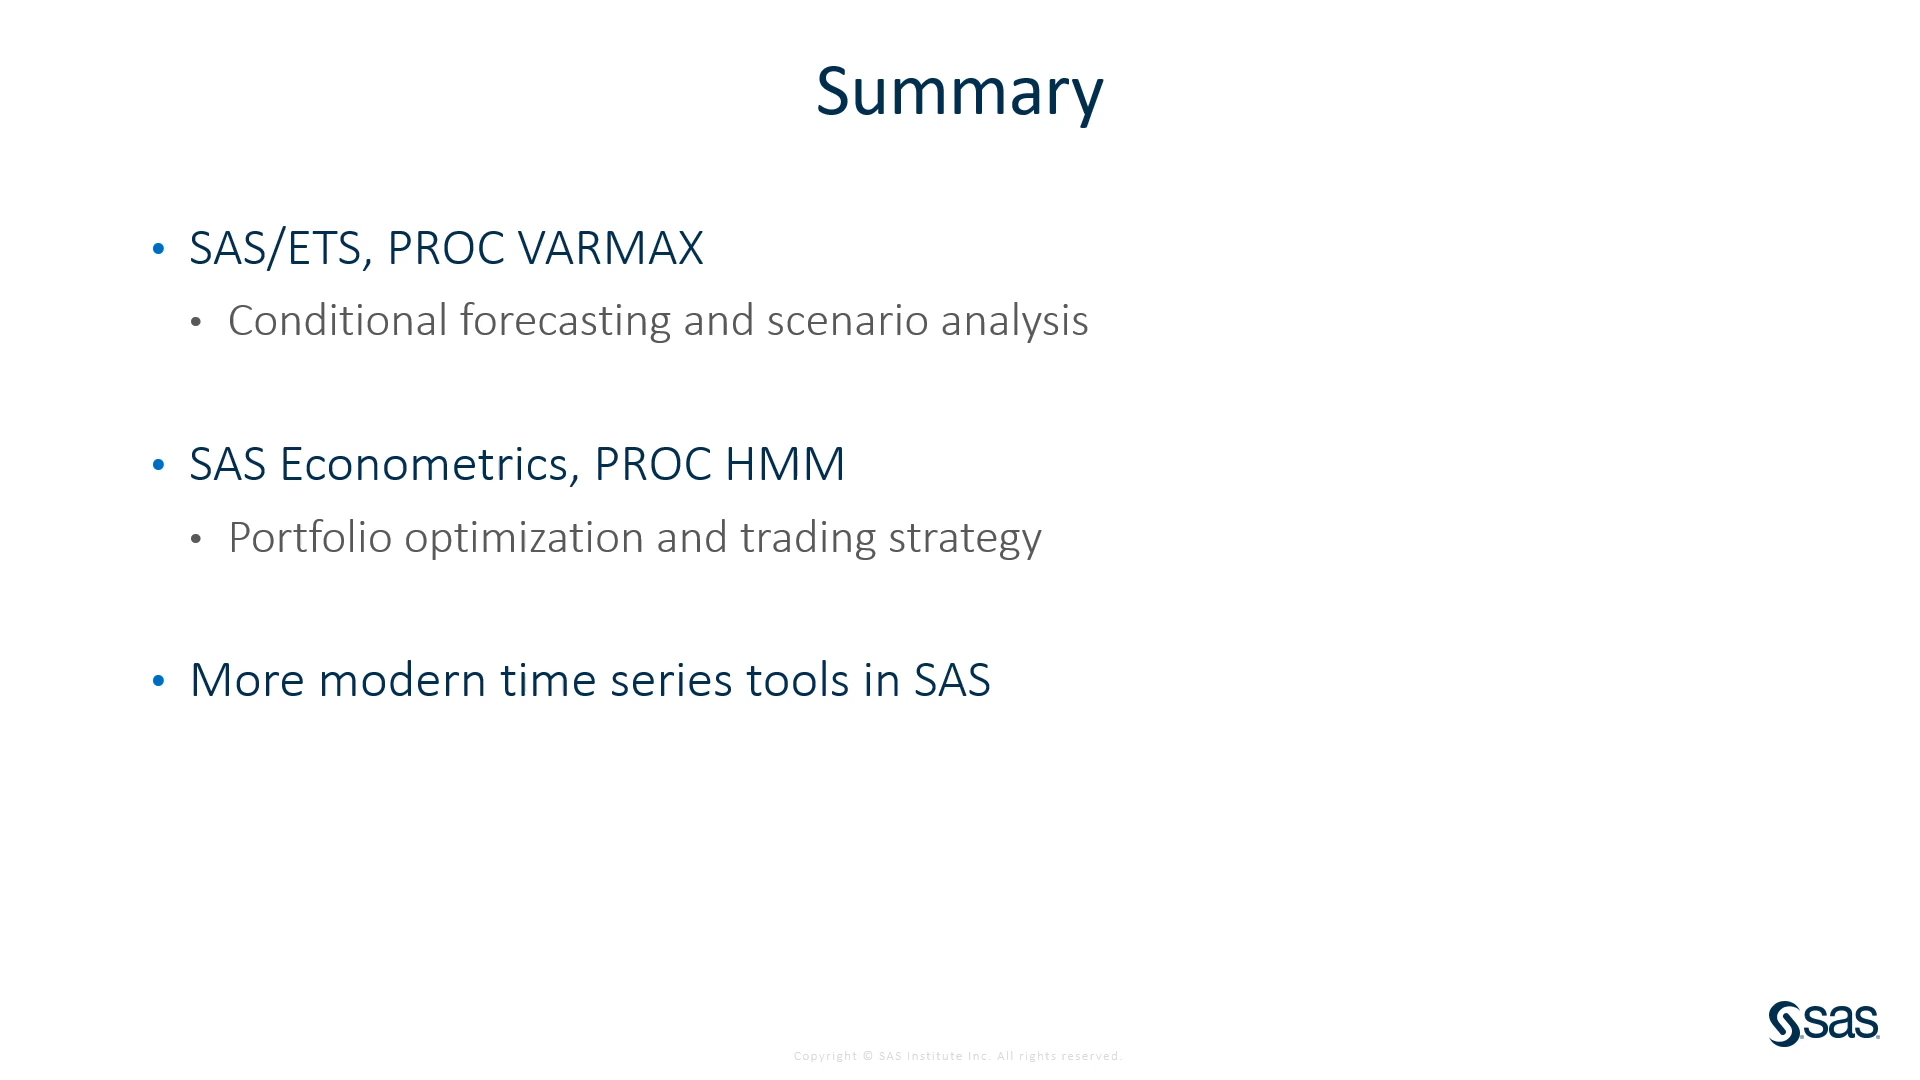 Summary
• SAS/ETS, PROC VARMAX
• Conditional forecasting and scenario analysis
• SAS Econometrics, PROC HMM
• Portfolio optimization and trading strategy
• More modern time series tools in SAS
sas
Copyright © SAS Institute Inc. All rights reserved.